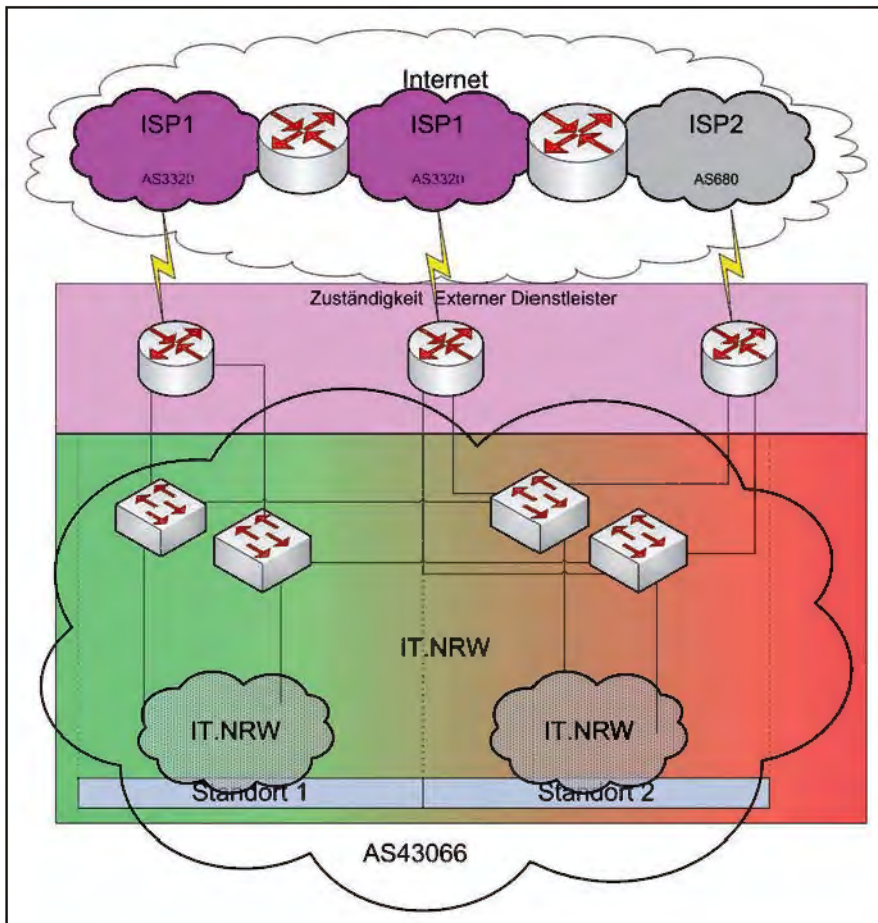 Internet
ISP1
ISP1
ISP2
AS3320
AS3320
AS680
Zuständigkeit Externer Dienstleister
IT.NRW
IT.NRW
IT.NRW
Standort 1
Standort 2
AS43066